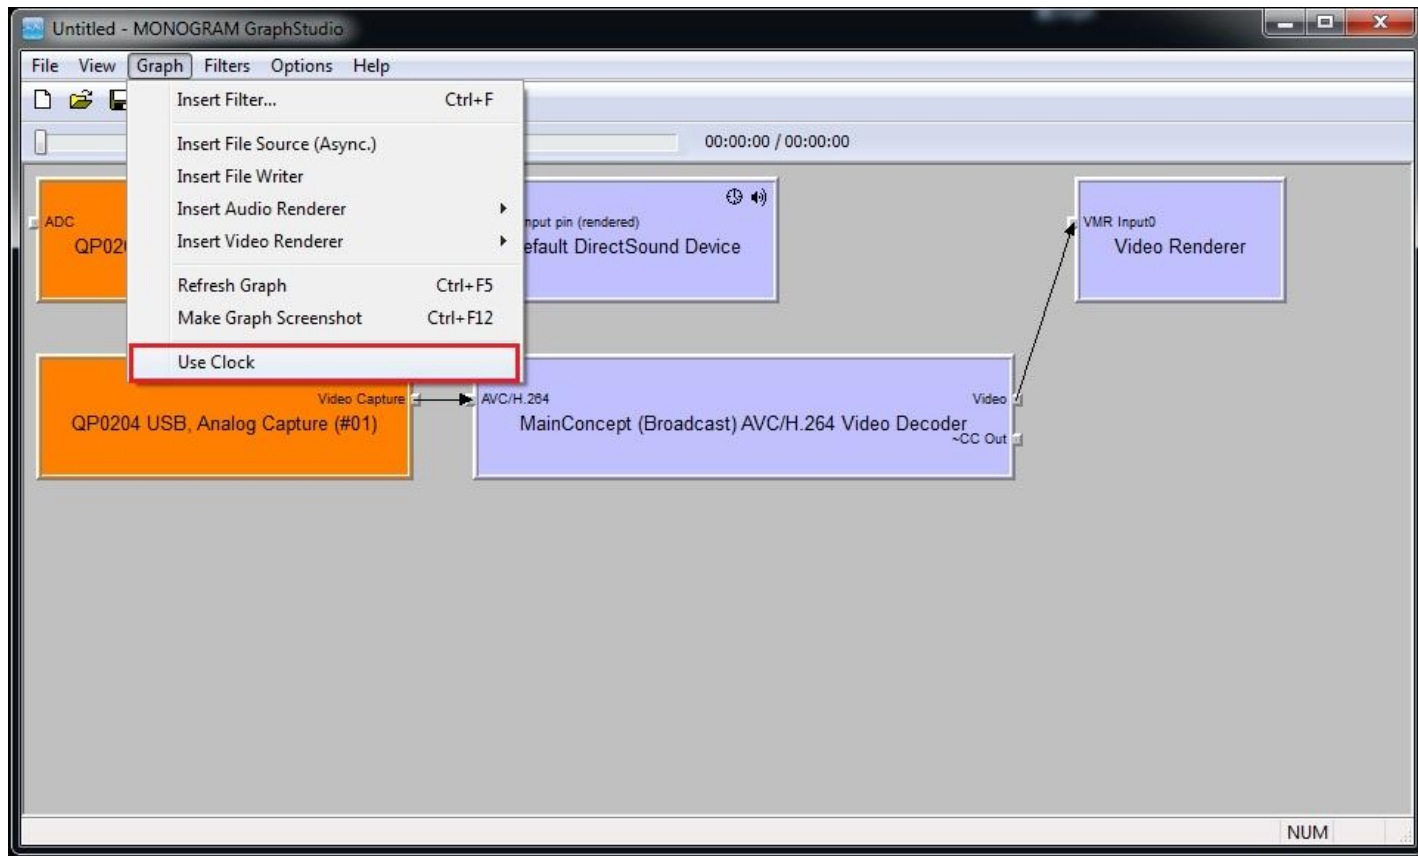 Untitled - MONOGRAM GraphStudio
File View Graph Filters Options Help
Insert Filter... Ctrl+F
Insert File Source (Async.)
Insert File Writer
Insert Audio Renderer
Insert Video Renderer
Refresh Graph Ctrl+F5
Make Graph Screenshot Ctrl+F12
Use Clock
00:00:00 / 00:00:00
ADC
QP020
nput pin (rendered)
efault DirectSound Device
VMR Input0
Video Renderer
Video Capture
QP0204 USB, Analog Capture (#01)
AVC/H.264
Video
MainConcept (Broadcast) AVC/H.264 Video Decoder
~CC Out
NUM